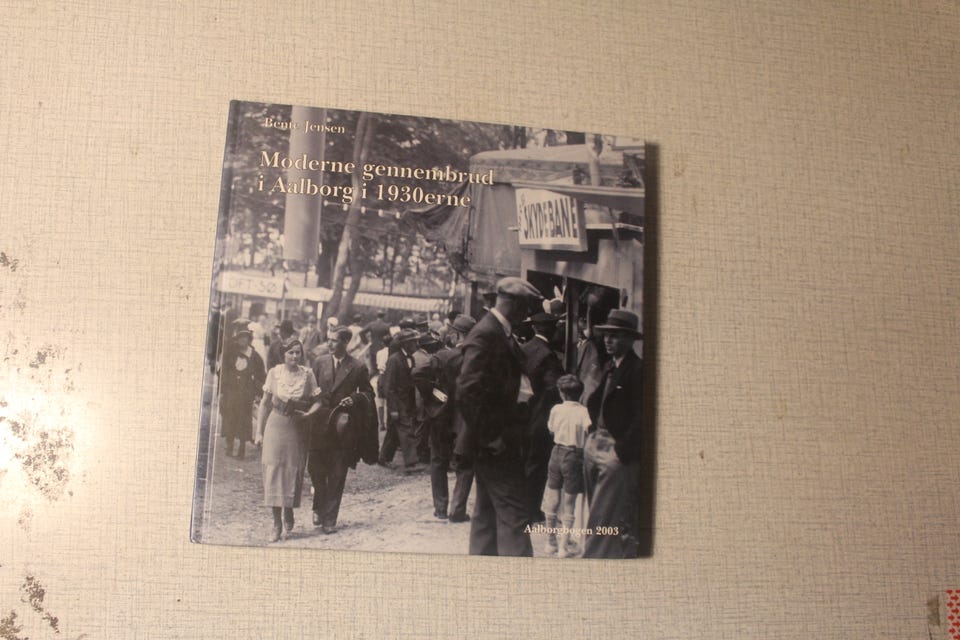 Bente Jensen
Moderne gennembrud
i Aalborg i 1930erne
SKYDEBANE
Aalborgbogen 2003